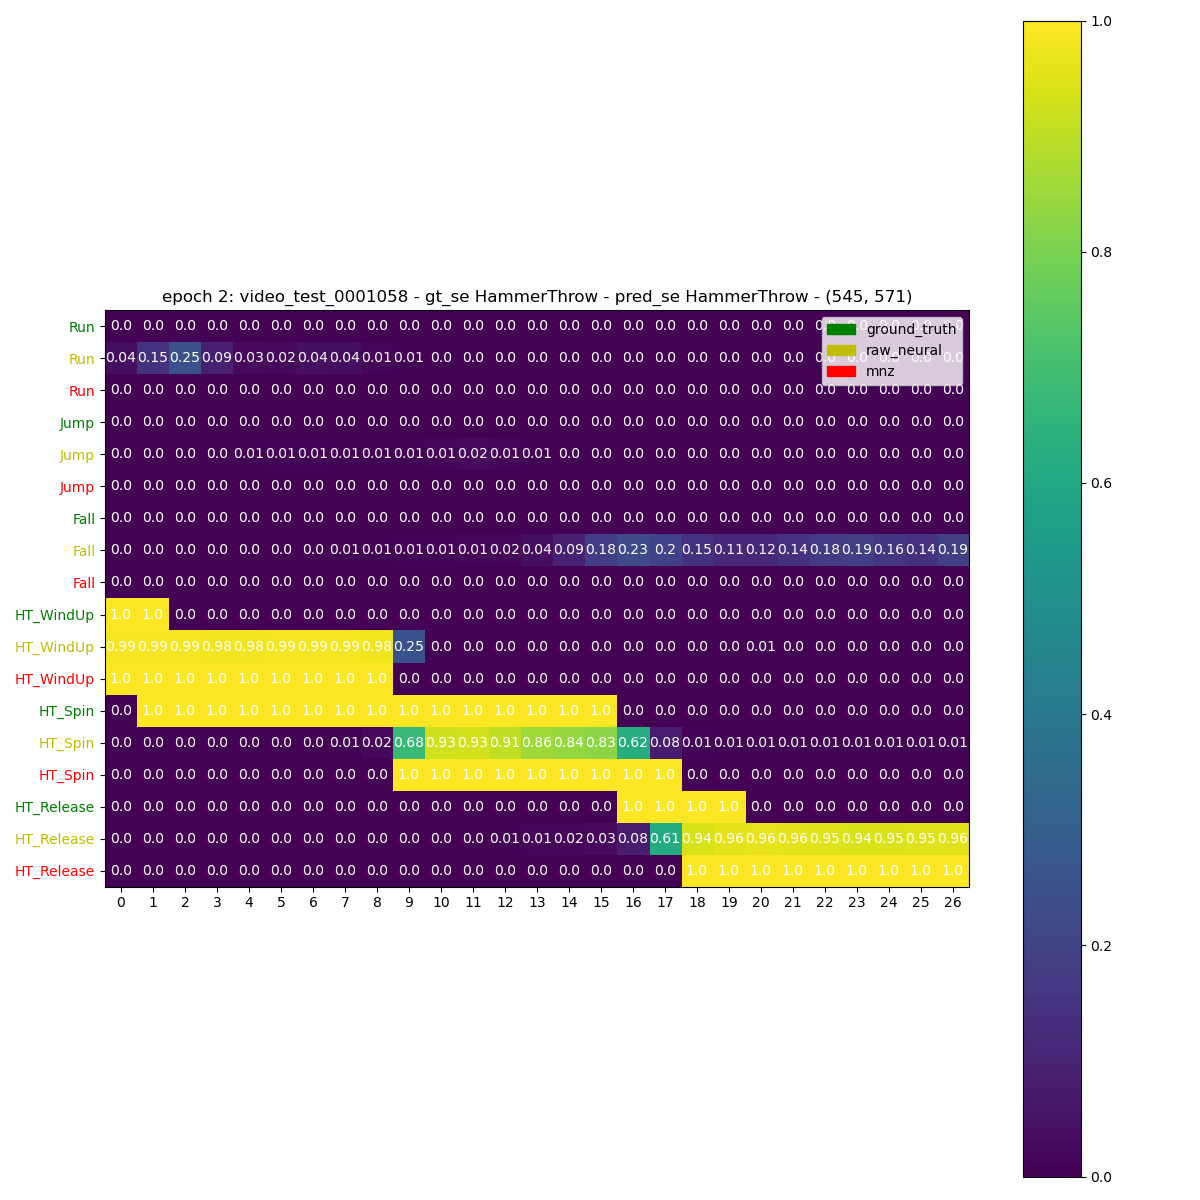 epoch 2: video_test_0001058 - gt_se HammerThrow - pred_se HammerThrow - (545, 571)
Run 0.0 0.0 0.0 0.0 0.0 0.0 0.0 0.0 0.0 0.0 0.0 0.0 0.0 0.0 0.0 0.0 0.0 0.0 0.0 0.0 0.0 0.0
ground_truth
Run 0.04 0.15 0.25 0.09 0.03 0.02 0.04 0.04 0.01 0.01 0.0 0.0 0.0 0.0 0.0 0.0 0.0 0.0 0.0 0.0 0.0 0.0 0.0 0.0 0.0 0.0 0.0
raw_neural
Run 0.0 0.0 0.0 0.0 0.0 0.0 0.0 0.0 0.0 0.0 0.0 0.0 0.0 0.0 0.0 0.0 0.0 0.0 0.0 0.0 0.0 0.0 0.0 0.0 0.0 0.0 0.0
mnz
Jump 0.0 0.0 0.0 0.0 0.0 0.0 0.0 0.0 0.0 0.0 0.0 0.0 0.0 0.0 0.0 0.0 0.0 0.0 0.0 0.0 0.0 0.0 0.0 0.0 0.0 0.0 0.0
Jump 0.0 0.0 0.0 0.0 0.01 0.01 0.01 0.01 0.01 0.01 0.01 0.02 0.01 0.01 0.0 0.0 0.0 0.0 0.0 0.0 0.0 0.0 0.0 0.0 0.0 0.0 0.0
Jump 0.0 0.0 0.0 0.0 0.0 0.0 0.0 0.0 0.0 0.0 0.0 0.0 0.0 0.0 0.0 0.0 0.0 0.0 0.0 0.0 0.0 0.0 0.0 0.0 0.0 0.0 0.0
Fall 0.0 0.0 0.0 0.0 0.0 0.0 0.0 0.0 0.0 0.0 0.0 0.0 0.0 0.0 0.0 0.0 0.0 0.0 0.0 0.0 0.0 0.0 0.0 0.0 0.0 0.0 0.0
Fall 0.0 0.0 0.0 0.0 0.0 0.0 0.0 0.01 0.01 0.01 0.01 0.01 0.02 0.04 0.09 0.18 0.23 0.2 0.15 0.11 0.12 0.14 0.18 0.19 0.16 0.14 0.19
Fall 0.0 0.0 0.0 0.0 0.0 0.0 0.0 0.0 0.0 0.0 0.0 0.0 0.0 0.0 0.0 0.0 0.0 0.0 0.0 0.0 0.0 0.0 0.0 0.0 0.0 0.0 0.0
HT_WindUp 1.0 1.0 0.0 0.0 0.0 0.0 0.0 0.0 0.0 0.0 0.0 0.0 0.0 0.0 0.0 0.0 0.0 0.0 0.0 0.0 0.0 0.0 0.0 0.0 0.0 0.0 0.0
HT_WindUp 0.99 0.99 0.99 0.98 0.98 0.99 0.99 0.99 0.98 0.25 0.0 0.0 0.0 0.0 0.0 0.0 0.0 0.0 0.0 0.0 0.01 0.0 0.0 0.0 0.0 0.0 0.0
HT_WindUp 1.0 1.0 1.0 1.0 1.0 1.0 1.0 1.0 1.0 0.0 0.0 0.0 0.0 0.0 0.0 0.0 0.0 0.0 0.0 0.0 0.0 0.0 0.0 0.0 0.0 0.0 0.0
HT_Spin 0.0 1.0 1.0 1.0 1.0 1.0 1.0 1.0 1.0 1.0 1.0 1.0 1.0 1.0 1.0 1.0 0.0 0.0 0.0 0.0 0.0 0.0 0.0 0.0 0.0 0.0 0.0
HT_Spin 0.0 0.0 0.0 0.0 0.0 0.0 0.0 0.01 0.02 0.68 0.93 0.93 0.91 0.86 0.84 0.83 0.62 0.08 0.01 0.01 0.01 0.01 0.01 0.01 0.01 0.01 0.01
HT_Spin 0.0 0.0 0.0 0.0 0.0 0.0 0.0 0.0 0.0 1.0 1.0 1.0 1.0 1.0 1.0 1.0 1.0 1.0 0.0 0.0 0.0 0.0 0.0 0.0 0.0 0.0 0.0
HT_Release 0.0 0.0 0.0 0.0 0.0 0.0 0.0 0.0 0.0 0.0 0.0 0.0 0.0 0.0 0.0 0.0 1.0 1.0 1.0 1.0 0.0 0.0 0.0 0.0 0.0 0.0 0.0
HT_Release 0.0 0.0 0.0 0.0 0.0 0.0 0.0 0.0 0.0 0.0 0.0 0.0 0.01 0.01 0.02 0.03 0.08 0.61 0.94 0.96 0.96 0.96 0.95 0.94 0.95 0.95 0.96
HT_Release 0.0 0.0 0.0 0.0 0.0 0.0 0.0 0.0 0.0 0.0 0.0 0.0 0.0 0.0 0.0 0.0 0.0 0.0 1.0 1.0 1.0 1.0 1.0 1.0 1.0 1.0 1.0
0 1 2 3 4 5 6 7 8 9 10 11 12 13 14 15 16 17 18 19 20 21 22 23 24 25 26
1.0
0.8
0.6
0.4
0.2
0.0